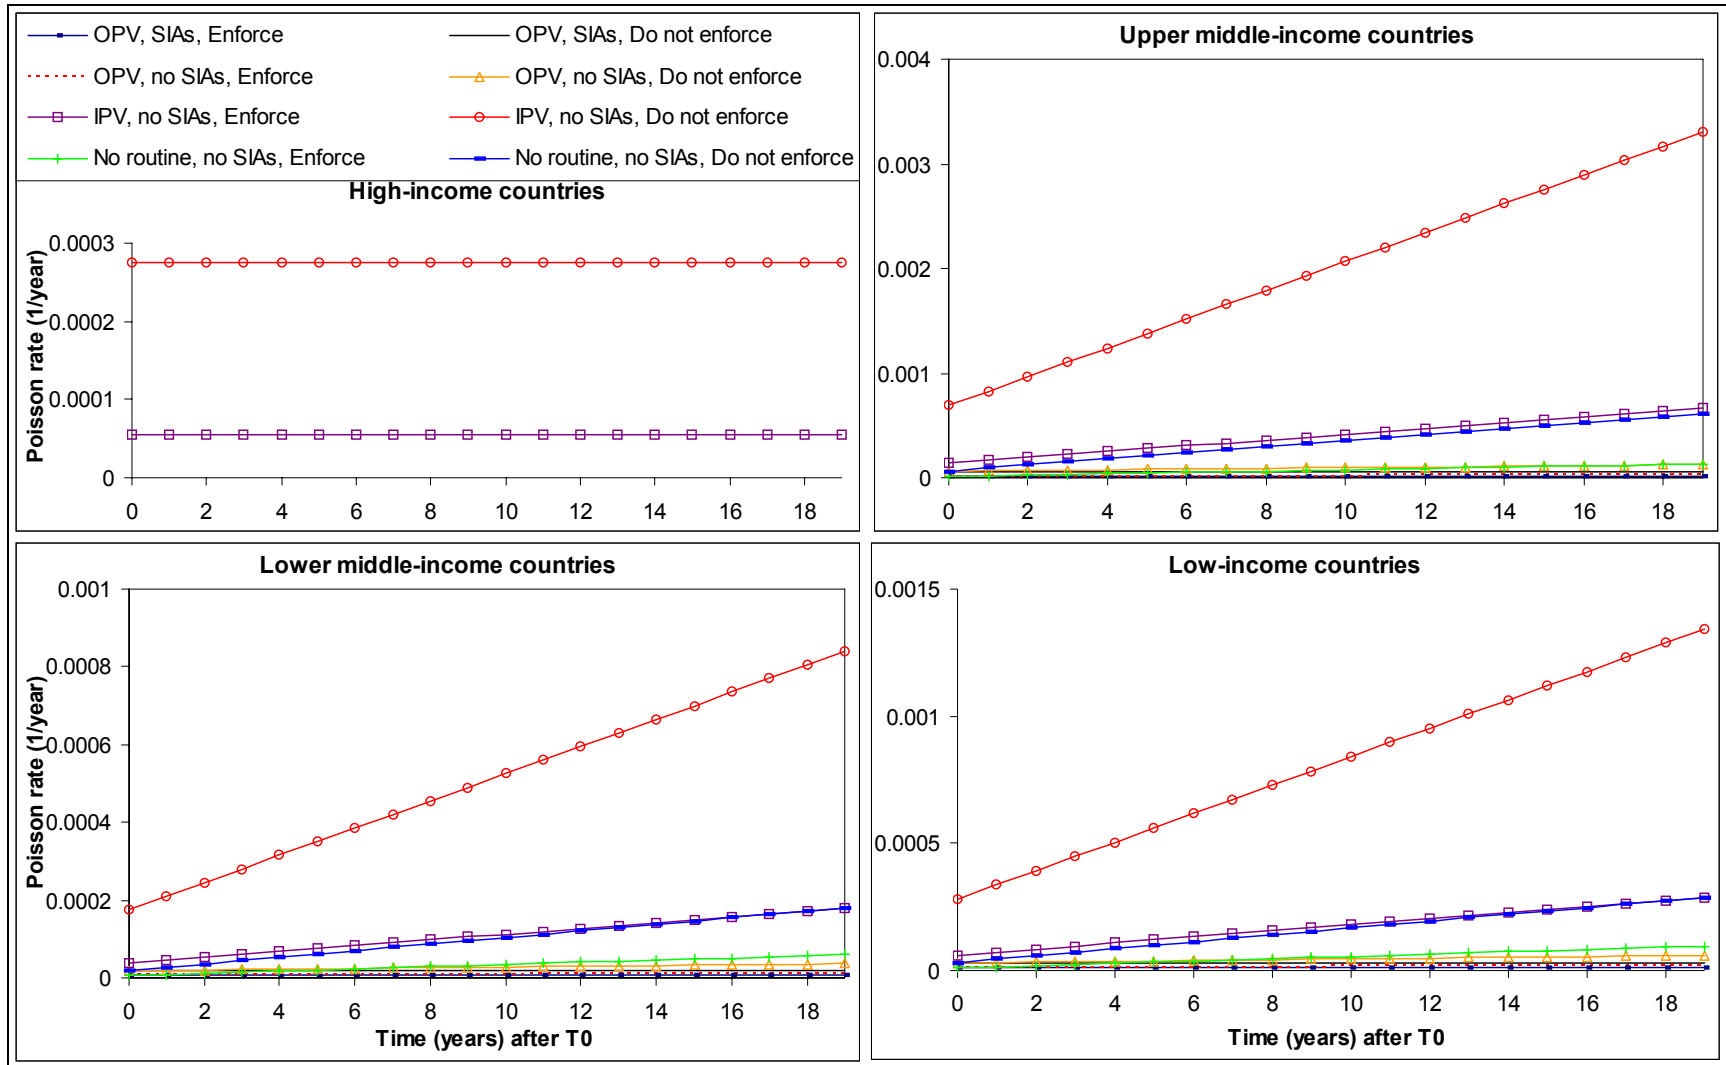 OPV, SIAs, Enforce
OPV, SIAs, Do not enforce
OPV, no SIAs, Enforce
OPV, no SIAs, Do not enforce
IPV, no SIAs, Enforce
IPV, no SIAs, Do not enforce
No routine, no SIAs, Enforce
No routine, no SIAs, Do not enforce
High-income countries
Poisson rate (1/year)
0.0003
0.0002
0.0001
0
0 2 4 6 8 10 12 14 16 18
Upper middle-income countries
0.004
0.003
0.002
0.001
0
0 2 4 6 8 10 12 14 16 18
Lower middle-income countries
Poisson rate (1/year)
0.001
0.0008
0.0006
0.0004
0.0002
0
0 2 4 6 8 10 12 14 16 18
Time (years) after T0
Low-income countries
0.0015
0.001
0.0005
0
0 2 4 6 8 10 12 14 16 18
Time (years) after T0